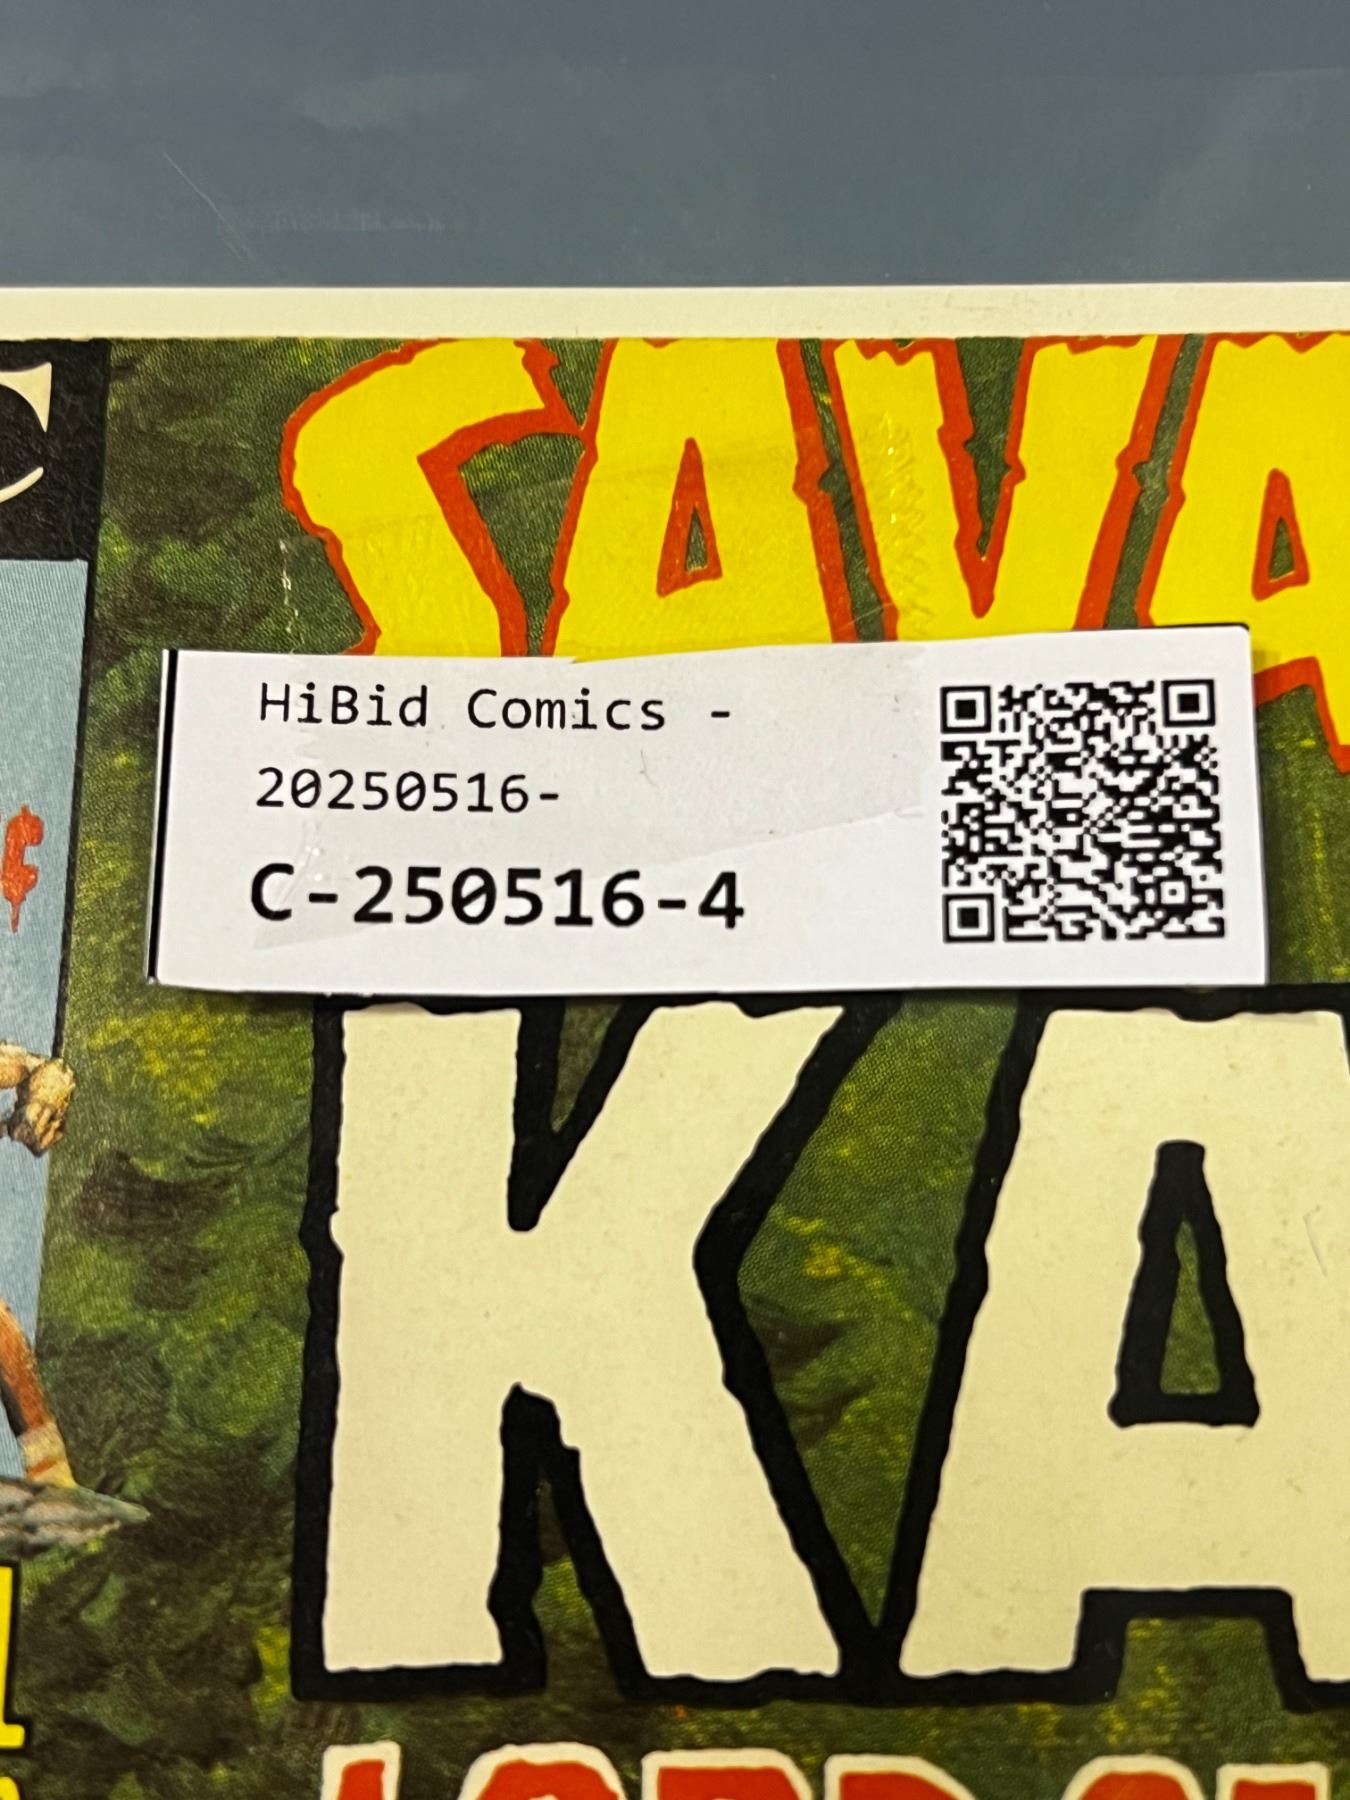 SAVA
HiBid Comics -
20250516-
C-250516-4
KA